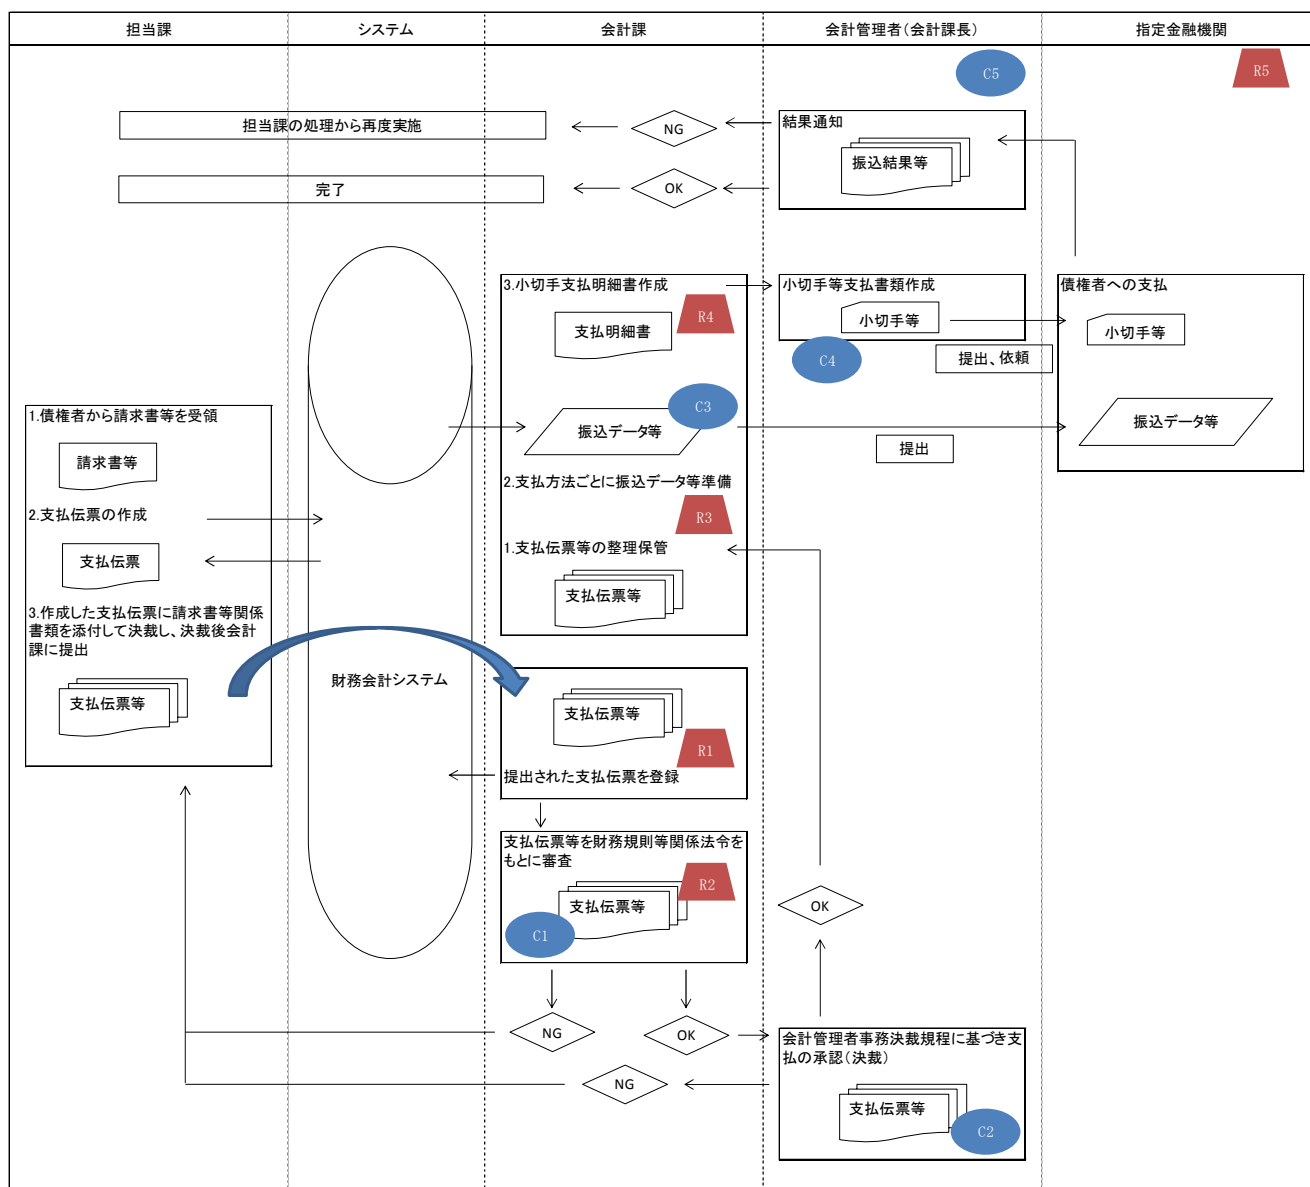 担当課
システム
会計課
会計管理者（会計課長）
指定金融機関
C5
R5
担当課の処理から再度実施
NG
結果通知
振込結果等
完了
OK
3.小切手支払明細書作成
R4
支払明細書
小切手等支払書類作成
小切手等
C4
提出、依頼
債権者への支払
小切手等
1.債権者から請求書等を受領
請求書等
C3
振込データ等
提出
振込データ等
2.支払方法ごとに振込データ等準備
R3
2.支払伝票の作成
支払伝票
1.支払伝票等の整理保管
支払伝票等
3.作成した支払伝票に請求書等関係
書類を添付して決裁し、決裁後会計
課に提出
支払伝票等
財務会計システム
支払伝票等
R1
提出された支払伝票を登録
支払伝票等を財務規則等関係法令を
もとに審査
R2
支払伝票等
C1
OK
NG
OK
会計管理者事務決裁規程に基づき支
払の承認（決裁）
NG
支払伝票等
C2